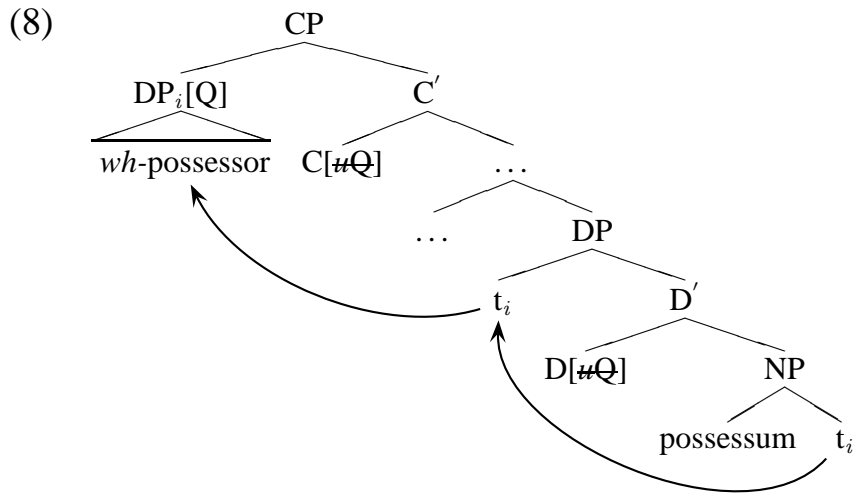 (8) CP
DP_i[Q] C′
wh-possessor C[uQ] ...
... DP
t_i D′
D[uQ] NP
possessum t_i